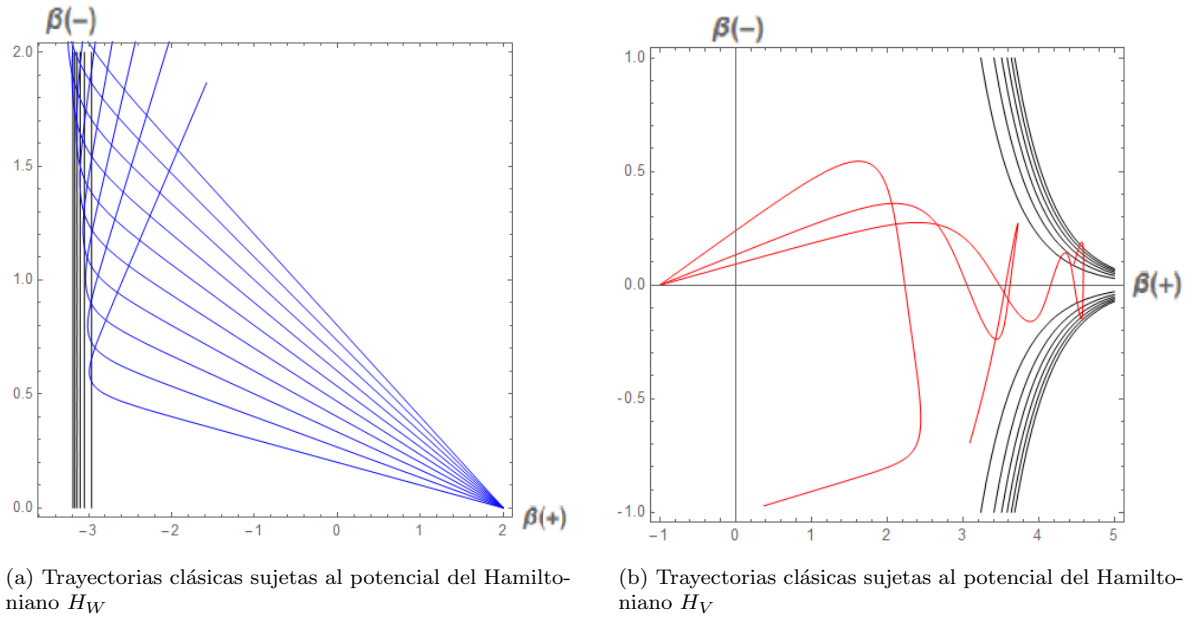 β(−)
2.0
1.5
1.0
0.5
0.0
−3
−2
−1
0
1
2
β(+)
β(−)
1.0
0.5
0.0
-0.5
-1.0
−1
0
1
2
3
4
5
β(+)
(a) Trayectorias clásicas sujetas al potencial del Hamilto-
niano H_W
(b) Trayectorias clásicas sujetas al potencial del Hamilto-
niano H_V